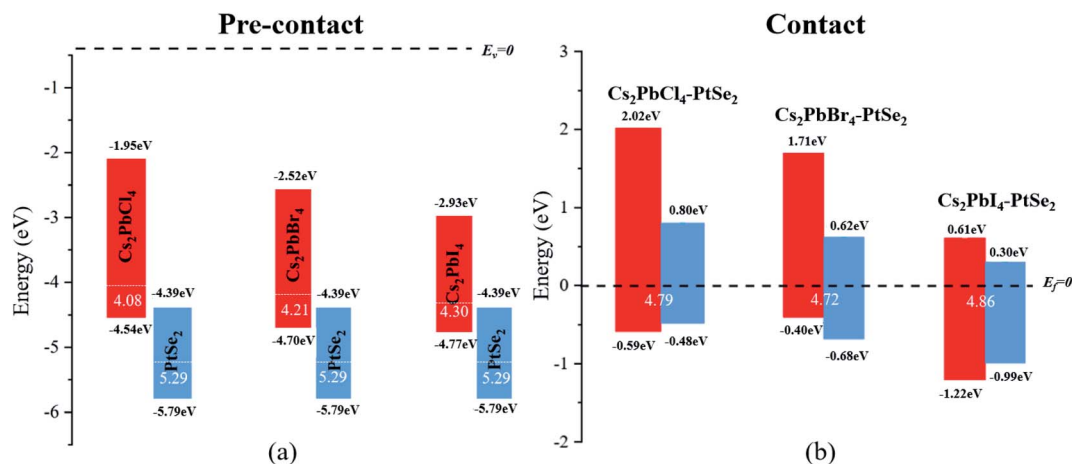 Pre-contact
Contact
E_v=0
Energy (eV)
-1
-2
-3
-4
-5
-6
-1.95eV
Cs₂PbCl₄
4.08
-4.54eV
-4.39eV
PtSe₂
5.29
-5.79eV
-2.52eV
Cs₂PbBr₄
4.21
-4.70eV
-4.39eV
PtSe₂
5.29
-5.79eV
-2.93eV
Cs₂PbI₄
4.30
-4.77eV
-4.39eV
PtSe₂
5.29
-5.79eV
(a)
Energy (eV)
3
2
1
0
-1
-2
Cs₂PbCl₄-PtSe₂
2.02eV
0.80eV
4.79
-0.59eV
-0.48eV
Cs₂PbBr₄-PtSe₂
1.71eV
0.62eV
4.72
-0.40eV
-0.68eV
Cs₂PbI₄-PtSe₂
0.61eV
0.30eV
4.86
-1.22eV
-0.99eV
E_f=0
(b)